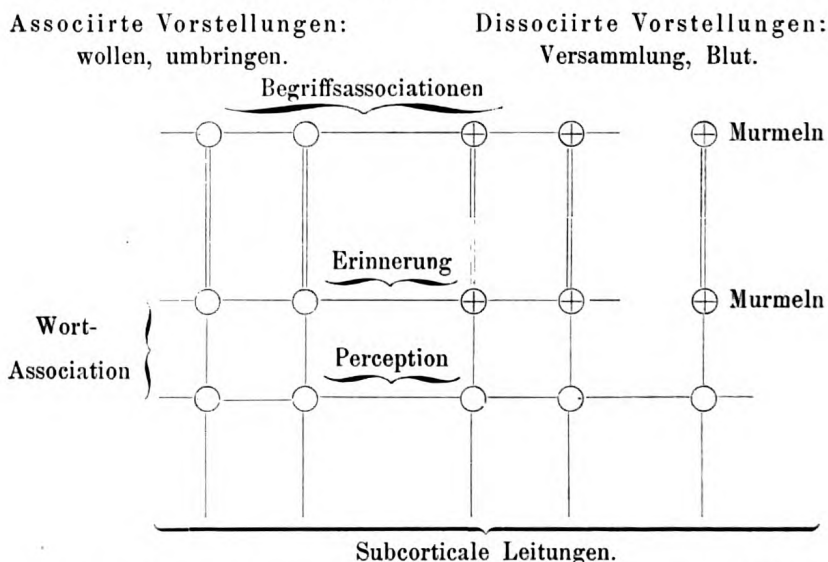 Associirte Vorstellungen:
wollen, umbringen.
Dissociirte Vorstellungen:
Versammlung, Blut.
Begriffsassociationen
Murmeln
Erinnerung
Murmeln
Wort-
Association
Perception
Subcorticale Leitungen.